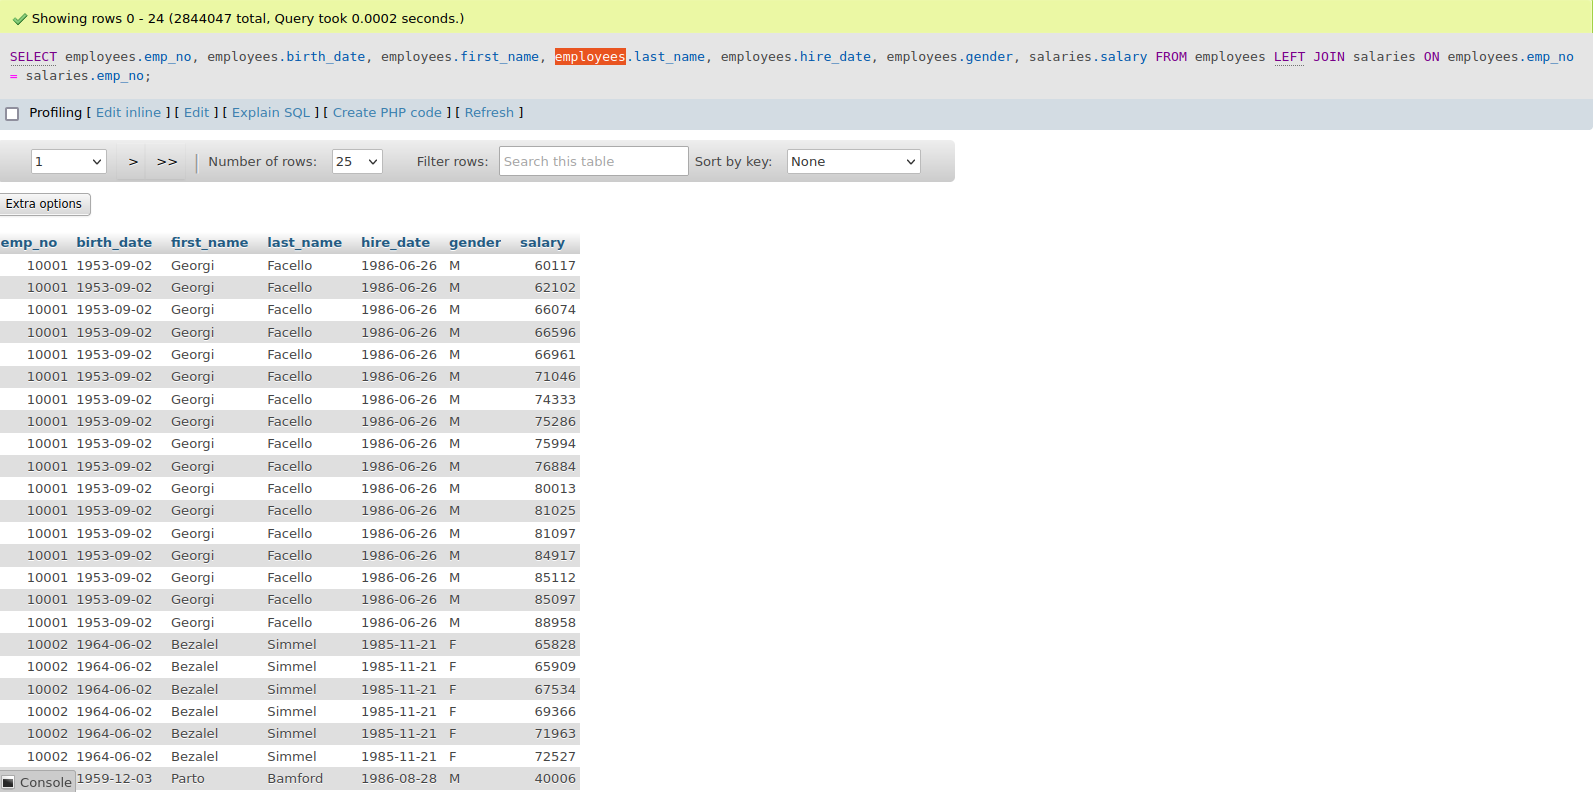 Showing rows 0 - 24 (2844047 total, Query took 0.0002 seconds.)
SELECT employees.emp_no, employees.birth_date, employees.first_name, employees.last_name, employees.hire_date, employees.gender, salaries.salary FROM employees LEFT JOIN salaries ON employees.emp_no
= salaries.emp_no;
Profiling [ Edit inline ] [ Edit ] [ Explain SQL ] [ Create PHP code ] [ Refresh ]
1 > >> | Number of rows: 25 Filter rows: Search this table Sort by key: None
Extra options
emp_no birth_date first_name last_name hire_date gender salary
10001 1953-09-02 Georgi Facello 1986-06-26 M 60117
10001 1953-09-02 Georgi Facello 1986-06-26 M 62102
10001 1953-09-02 Georgi Facello 1986-06-26 M 66074
10001 1953-09-02 Georgi Facello 1986-06-26 M 66596
10001 1953-09-02 Georgi Facello 1986-06-26 M 66961
10001 1953-09-02 Georgi Facello 1986-06-26 M 71046
10001 1953-09-02 Georgi Facello 1986-06-26 M 74333
10001 1953-09-02 Georgi Facello 1986-06-26 M 75286
10001 1953-09-02 Georgi Facello 1986-06-26 M 75994
10001 1953-09-02 Georgi Facello 1986-06-26 M 76884
10001 1953-09-02 Georgi Facello 1986-06-26 M 80013
10001 1953-09-02 Georgi Facello 1986-06-26 M 81025
10001 1953-09-02 Georgi Facello 1986-06-26 M 81097
10001 1953-09-02 Georgi Facello 1986-06-26 M 84917
10001 1953-09-02 Georgi Facello 1986-06-26 M 85112
10001 1953-09-02 Georgi Facello 1986-06-26 M 85097
10001 1953-09-02 Georgi Facello 1986-06-26 M 88958
10002 1964-06-02 Bezalel Simmel 1985-11-21 F 65828
10002 1964-06-02 Bezalel Simmel 1985-11-21 F 65909
10002 1964-06-02 Bezalel Simmel 1985-11-21 F 67534
10002 1964-06-02 Bezalel Simmel 1985-11-21 F 69366
10002 1964-06-02 Bezalel Simmel 1985-11-21 F 71963
10002 1964-06-02 Bezalel Simmel 1985-11-21 F 72527
Console 1959-12-03 Parto Bamford 1986-08-28 M 40006